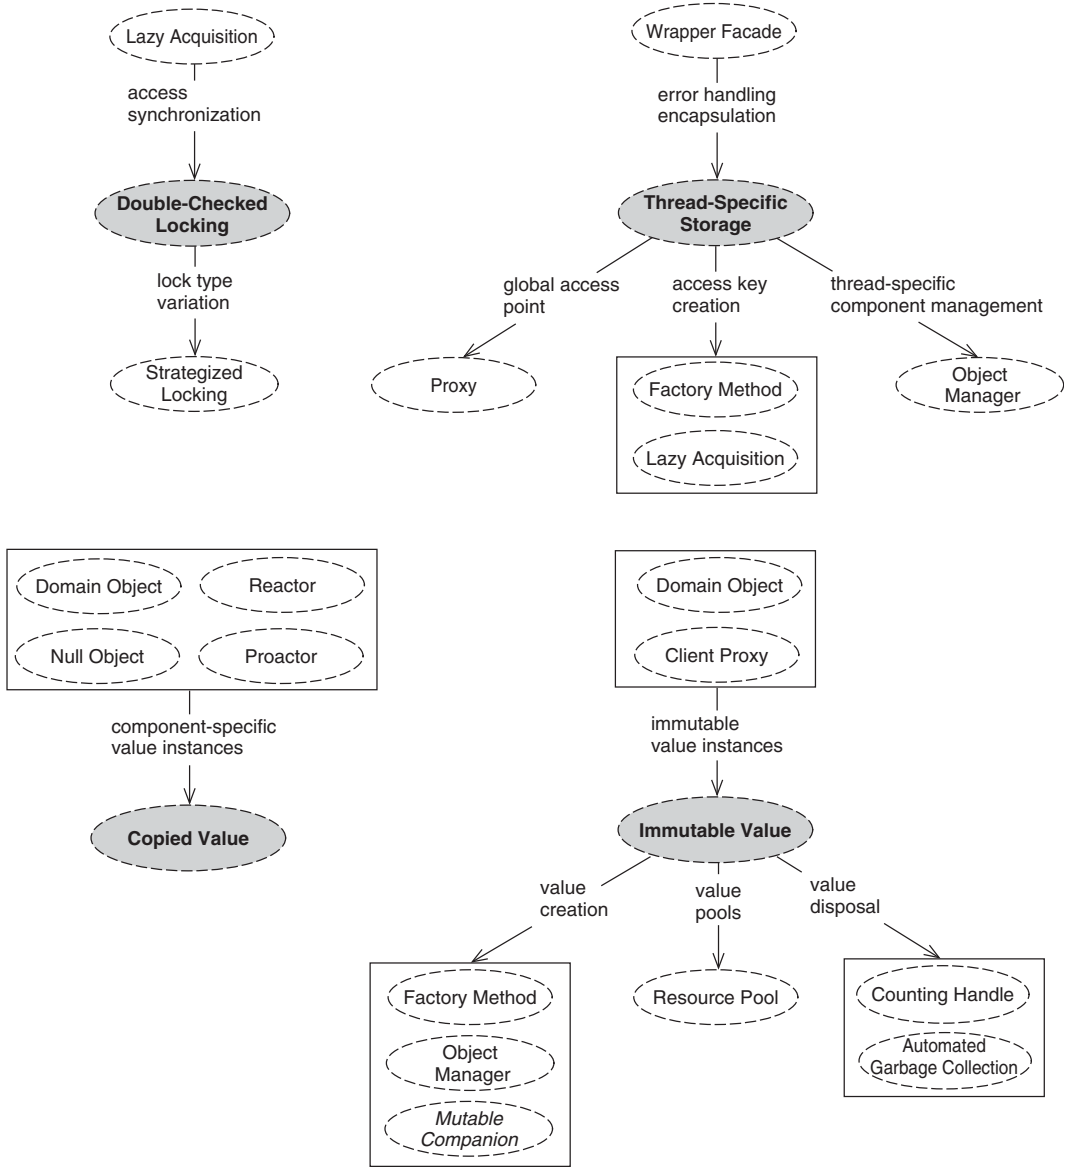 Lazy Acquisition
access
synchronization
Double-Checked
Locking
lock type
variation
Strategized
Locking
Wrapper Facade
error handling
encapsulation
Thread-Specific
Storage
global access
point
access key
creation
thread-specific
component management
Proxy
Factory Method
Lazy Acquisition
Object
Manager
Domain Object
Reactor
Null Object
Proactor
component-specific
value instances
Copied Value
Domain Object
Client Proxy
immutable
value instances
Immutable Value
value
creation
value
pools
value
disposal
Factory Method
Object
Manager
Mutable
Companion
Resource Pool
Counting Handle
Automated
Garbage Collection